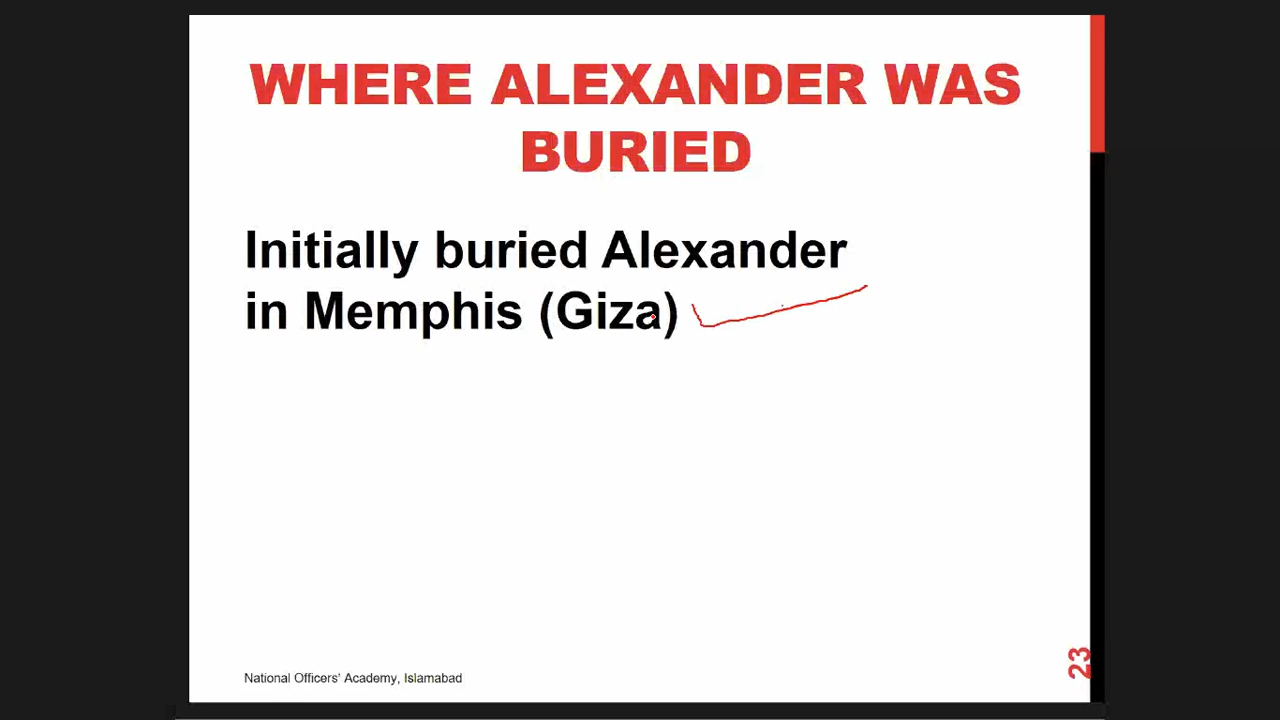 WHERE ALEXANDER WAS
BURIED
Initially buried Alexander
in Memphis (Giza)
National Officers' Academy, Islamabad
23